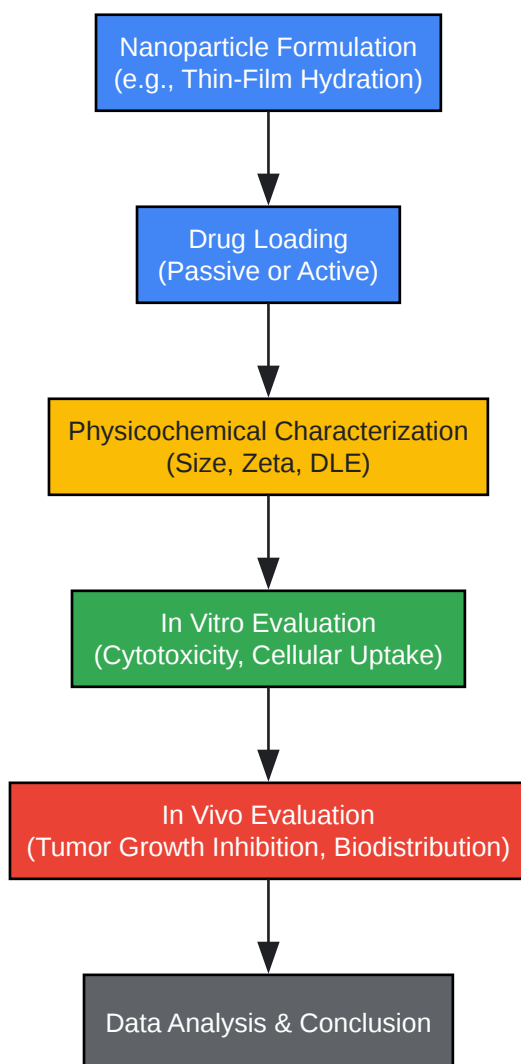 Nanoparticle Formulation
(e.g., Thin-Film Hydration)
Drug Loading
(Passive or Active)
Physicochemical Characterization
(Size, Zeta, DLE)
In Vitro Evaluation
(Cytotoxicity, Cellular Uptake)
In Vivo Evaluation
(Tumor Growth Inhibition, Biodistribution)
Data Analysis & Conclusion